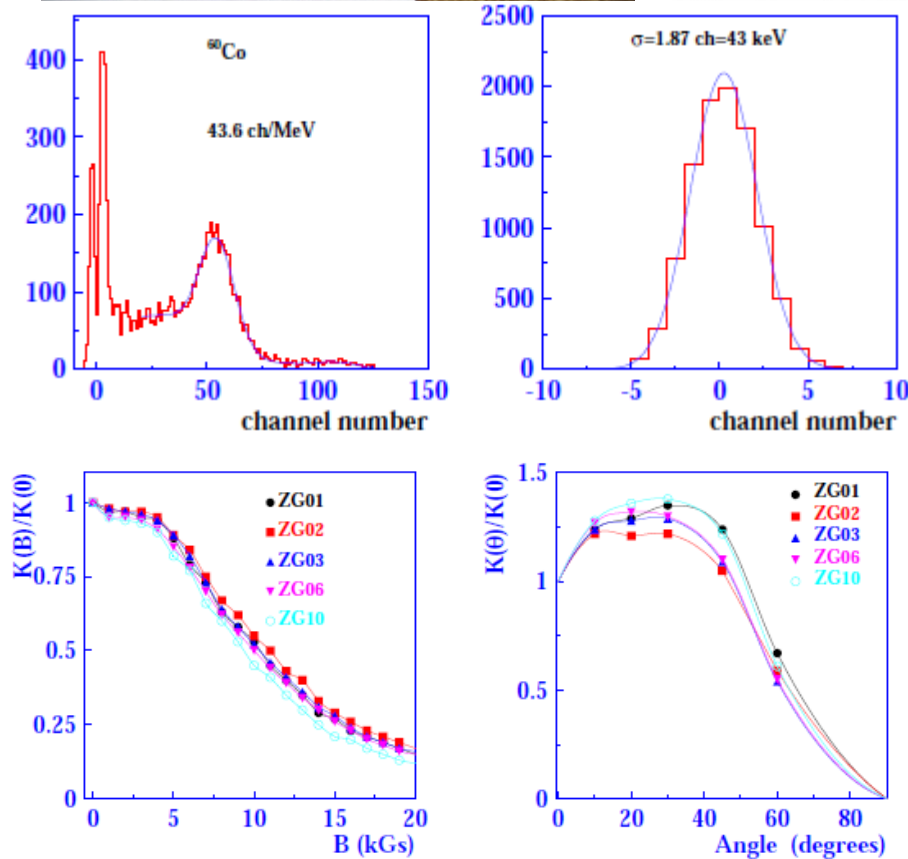 ⁶⁰Co
43.6 ch/MeV
400
300
200
100
0
0
50
100
150
channel number
σ=1.87 ch=43 keV
2500
2000
1500
1000
500
0
-10
-5
0
5
10
channel number
K(B)/K(0)
1
0.75
0.5
0.25
0
ZG01
ZG02
ZG03
ZG06
ZG10
0
5
10
15
20
B (kGs)
K(θ)/K(0)
1.5
1
0.5
0
ZG01
ZG02
ZG03
ZG06
ZG10
0
20
40
60
80
Angle (degrees)